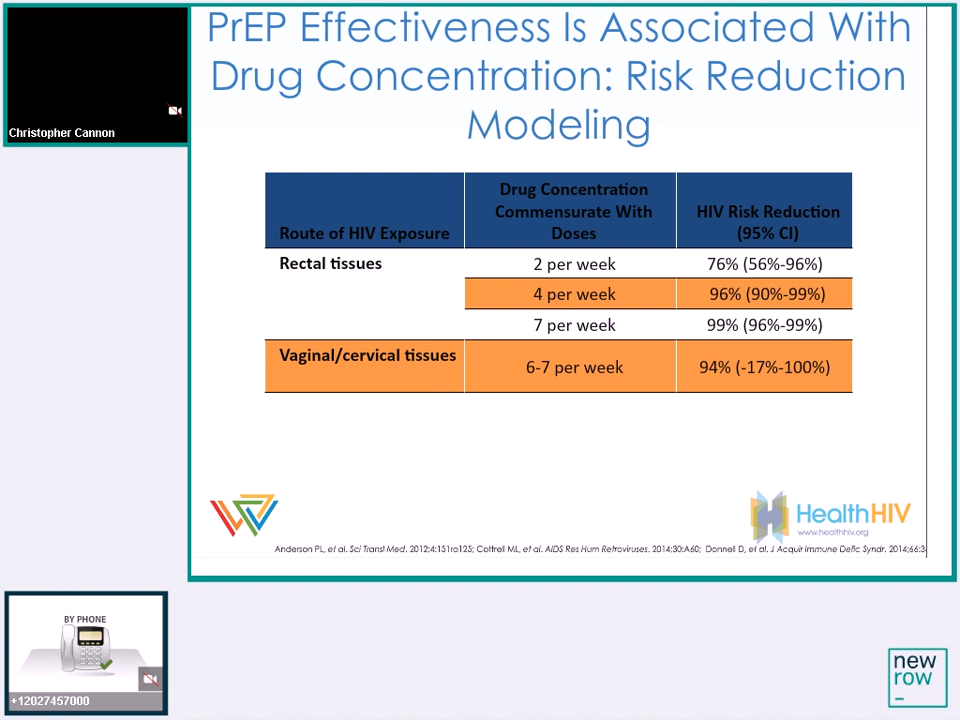 PrEP Effectiveness Is Associated With
Drug Concentration: Risk Reduction
Modeling
Christopher Cannon
Route of HIV Exposure
Drug Concentration
Commensurate With
Doses
HIV Risk Reduction
(95% CI)
Rectal tissues
2 per week
76% (56%-96%)
4 per week
96% (90%-99%)
7 per week
99% (96%-99%)
Vaginal/cervical tissues
6-7 per week
94% (-17%-100%)
HealthHIV
www.healthhiv.org
Anderson PL, et al. Sci Transl Med. 2012;4:151ra125; Cottrell ML, et al. AIDS Res Hum Retroviruses. 2014;30:A60; Donnell D, et al. J Acquir Immune Defic Syndr. 2014;66:3
BY PHONE
+12027457000
new
row